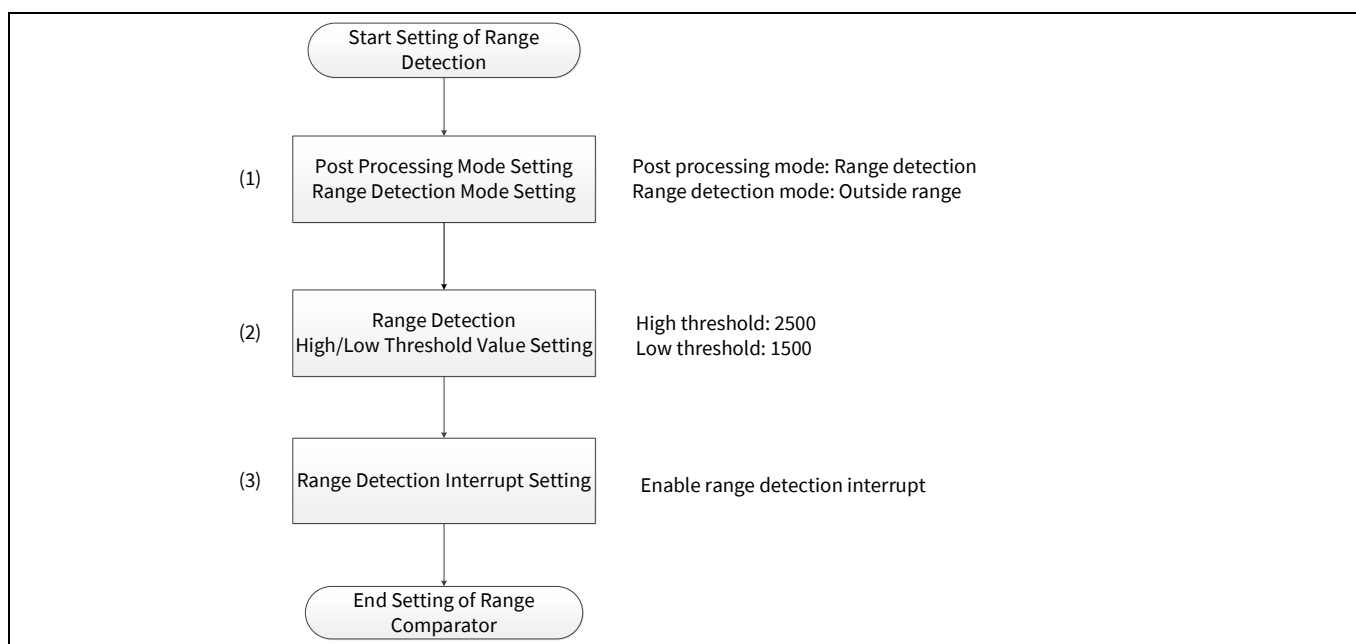 Start Setting of Range
Detection
(1)
Post Processing Mode Setting
Range Detection Mode Setting
Post processing mode: Range detection
Range detection mode: Outside range
(2)
Range Detection
High/Low Threshold Value Setting
High threshold: 2500
Low threshold: 1500
(3)
Range Detection Interrupt Setting
Enable range detection interrupt
End Setting of Range
Comparator